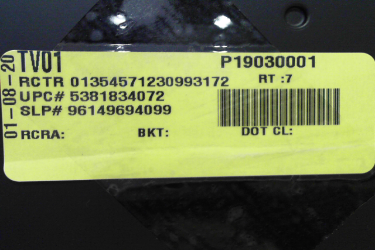 TV01 P19030001
RCTR 01354571230993172 RT :7
UPC# 5381834072
SLP# 96149694099
RCRA: BKT: DOT CL:
01-08-20